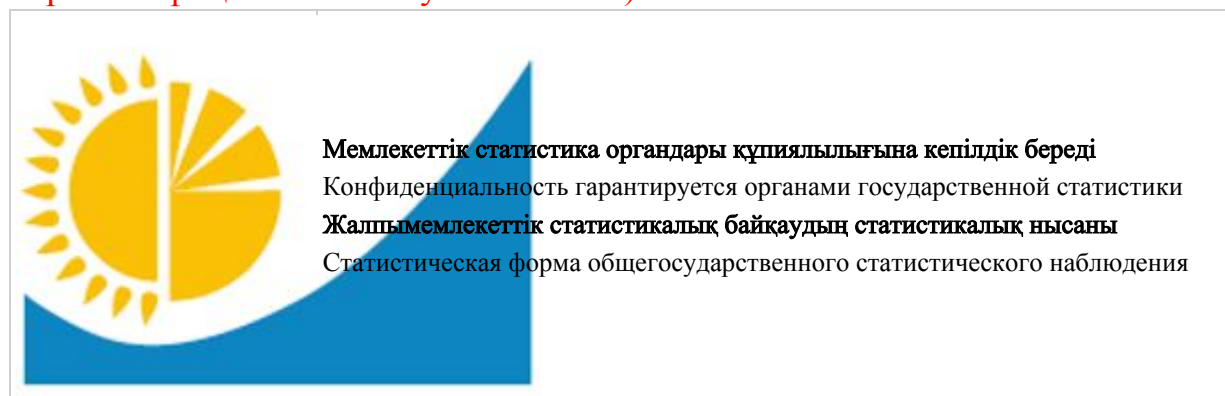 Мемлекеттік статистика органдары құпиялылығына кепілдік береді
Конфиденциальность гарантируется органами государственной статистики
Жалпымемлекеттік статистикалық байқаудың статистикалық нысаны
Статистическая форма общегосударственного статистического наблюдения